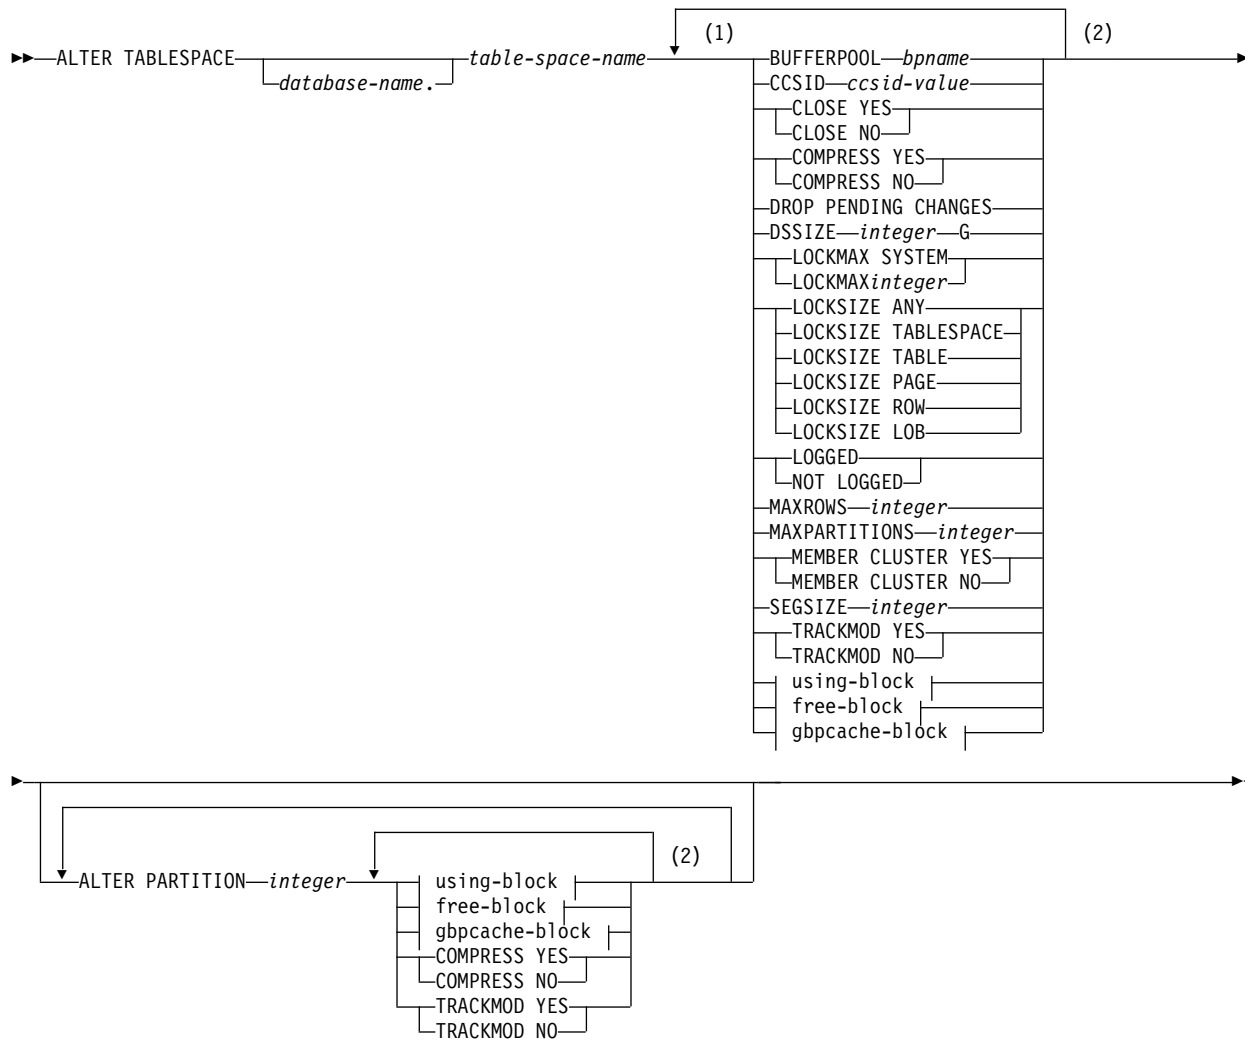 (1) (2)
ALTER TABLESPACE table-space-name BUFFERPOOL bpname
database-name. CCSID ccsid-value
CLOSE YES
CLOSE NO
COMPRESS YES
COMPRESS NO
DROP PENDING CHANGES
DSSIZE integer G
LOCKMAX SYSTEM
LOCKMAXinteger
LOCKSIZE ANY
LOCKSIZE TABLESPACE
LOCKSIZE TABLE
LOCKSIZE PAGE
LOCKSIZE ROW
LOCKSIZE LOB
LOGGED
NOT LOGGED
MAXROWS integer
MAXPARTITIONS integer
MEMBER CLUSTER YES
MEMBER CLUSTER NO
SEGSIZE integer
TRACKMOD YES
TRACKMOD NO
using-block
free-block
gbpcache-block
(2)
ALTER PARTITION integer using-block
free-block
gbpcache-block
COMPRESS YES
COMPRESS NO
TRACKMOD YES
TRACKMOD NO